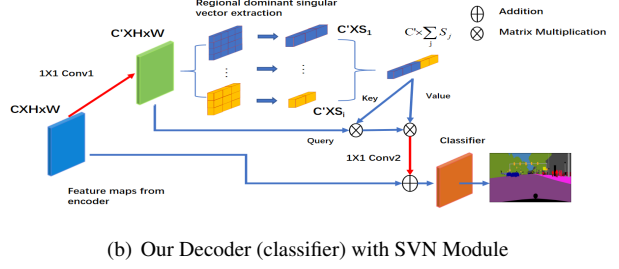 Regional dominant singular
vector extraction
Addition
Matrix Multiplication
C'XHxW
C'XS₁
C'×∑ⱼ Sⱼ
1X1 Conv1
⋮
⋮
C'XSᵢ
Key
Value
CXHxW
Query
Classifier
1X1 Conv2
Feature maps from
encoder
(b) Our Decoder (classifier) with SVN Module